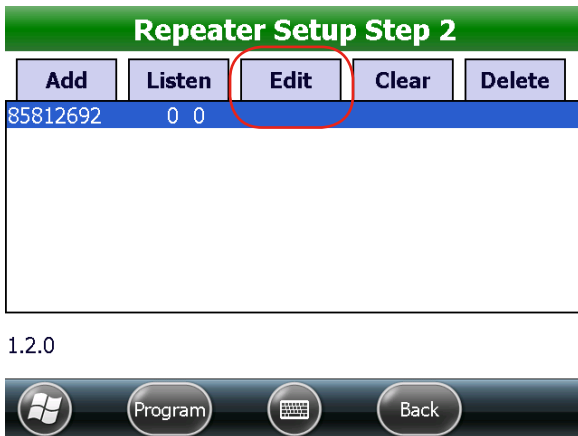 Repeater Setup Step 2
Add Listen Edit Clear Delete
85812692 0 0
1.2.0
Program Back